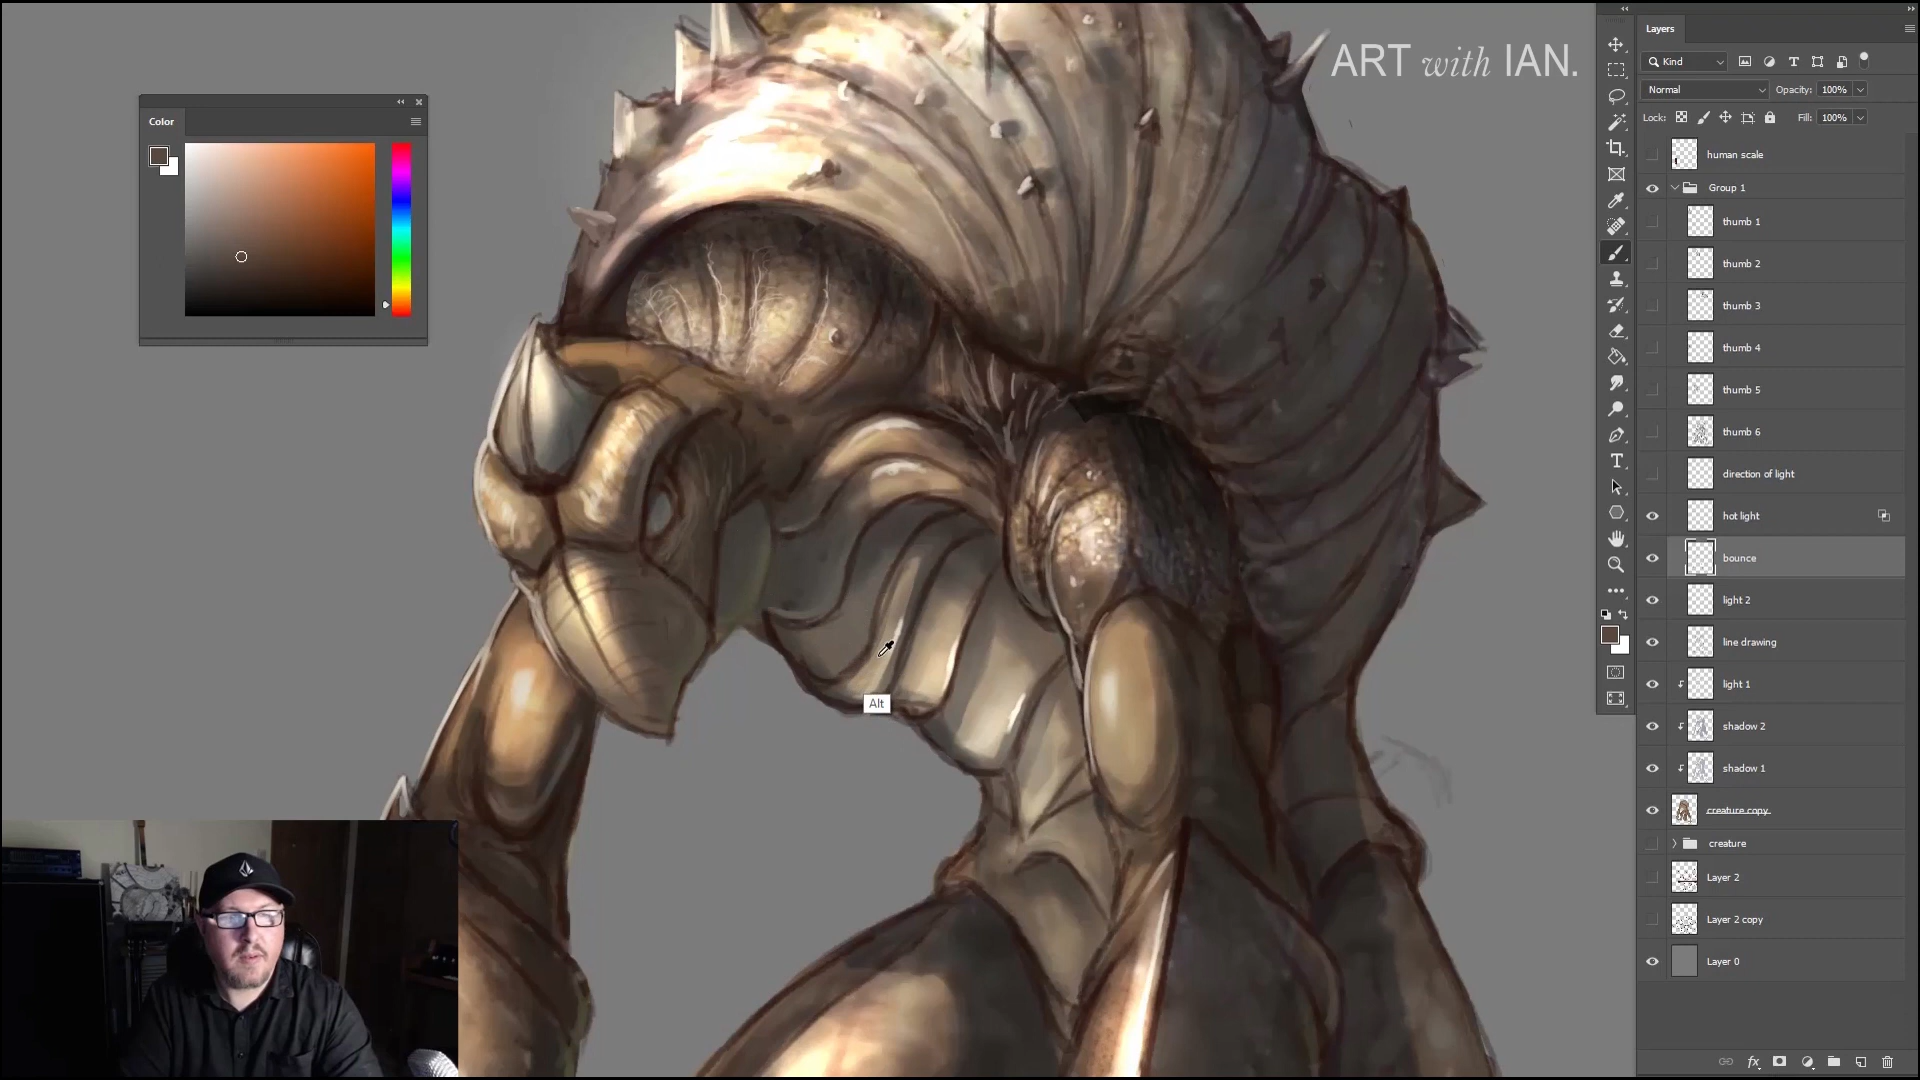 ART with IAN.
Color
Alt
Layers
Kind
Normal
Opacity: 100%
Lock:
Fill: 100%
human scale
Group 1
thumb 1
thumb 2
thumb 3
thumb 4
thumb 5
thumb 6
direction of light
hot light
bounce
light 2
line drawing
light 1
shadow 2
shadow 1
creature copy
creature
Layer 2
Layer 2 copy
Layer 0